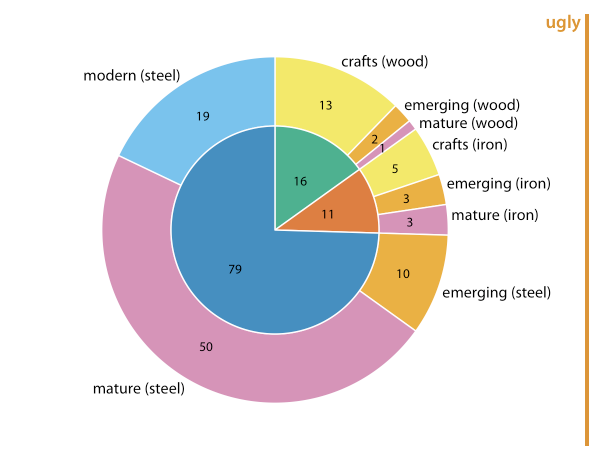 ugly
crafts (wood)
modern (steel)
emerging (wood)
13
19
mature (wood)
2
crafts (iron)
1
5
16
emerging (iron)
3
11
mature (iron)
3
79
10
emerging (steel)
50
mature (steel)